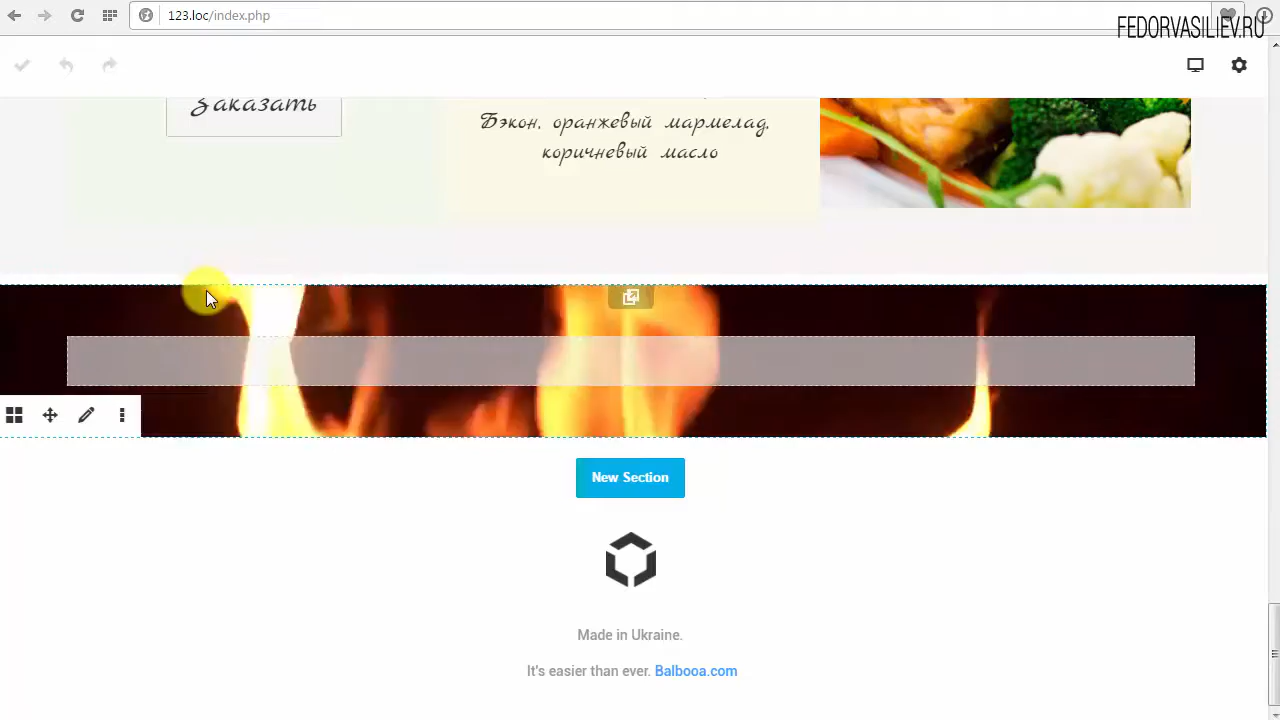 123.loc/index.php
FEDORVASILIEV.RU
Заказать
Бэкон, оранжевый мармелад,
коричневый масло
New Section
Made in Ukraine.
It's easier than ever. Balbooa.com